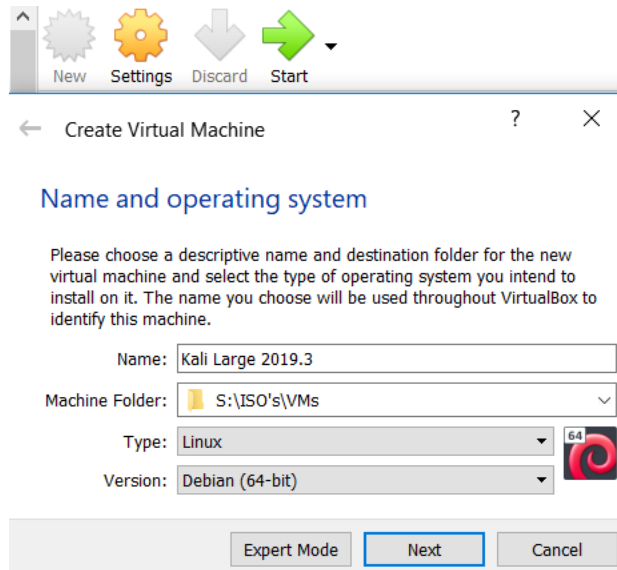 New Settings Discard Start
Create Virtual Machine ?
Name and operating system
Please choose a descriptive name and destination folder for the new
virtual machine and select the type of operating system you intend to
install on it. The name you choose will be used throughout VirtualBox to
identify this machine.
Name: Kali Large 2019.3
Machine Folder: S:\ISO's\VMs
Type: Linux
64
Version: Debian (64-bit)
Expert Mode Next Cancel